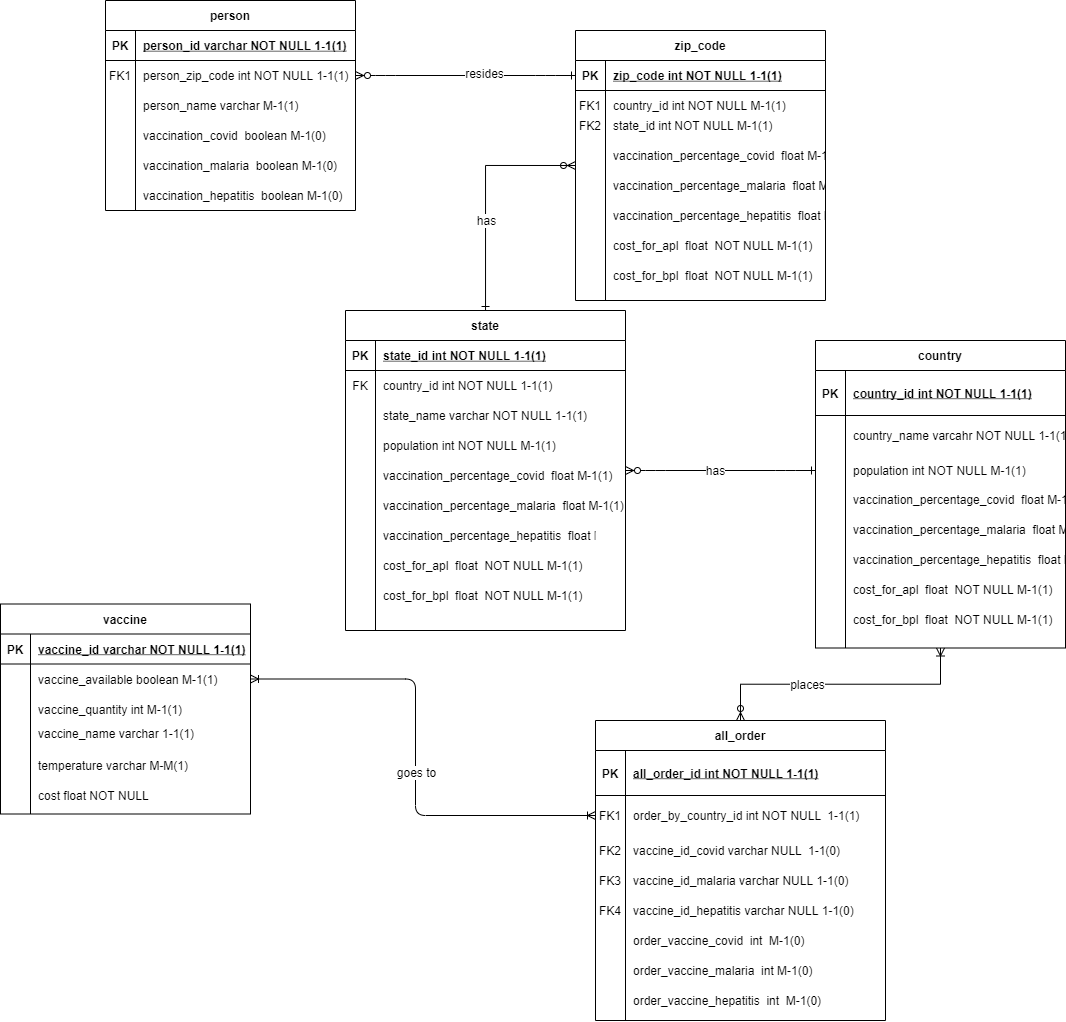 person
PK person_id varchar NOT NULL 1-1(1)
FK1 person_zip_code int NOT NULL 1-1(1)
person_name varchar M-1(1)
vaccination_covid boolean M-1(0)
vaccination_malaria boolean M-1(0)
vaccination_hepatitis boolean M-1(0)
resides
zip_code
PK zip_code int NOT NULL 1-1(1)
FK1 country_id int NOT NULL M-1(1)
FK2 state_id int NOT NULL M-1(1)
vaccination_percentage_covid float M-1
vaccination_percentage_malaria float M
vaccination_percentage_hepatitis float
cost_for_apl float NOT NULL M-1(1)
cost_for_bpl float NOT NULL M-1(1)
has
state
PK state_id int NOT NULL 1-1(1)
FK country_id int NOT NULL 1-1(1)
state_name varchar NOT NULL 1-1(1)
population int NOT NULL M-1(1)
vaccination_percentage_covid float M-1(1)
vaccination_percentage_malaria float M-1(1)
vaccination_percentage_hepatitis float
cost_for_apl float NOT NULL M-1(1)
cost_for_bpl float NOT NULL M-1(1)
has
country
PK country_id int NOT NULL 1-1(1)
country_name varcahr NOT NULL 1-1(1
population int NOT NULL M-1(1)
vaccination_percentage_covid float M-1
vaccination_percentage_malaria float M
vaccination_percentage_hepatitis float
cost_for_apl float NOT NULL M-1(1)
cost_for_bpl float NOT NULL M-1(1)
vaccine
PK vaccine_id varchar NOT NULL 1-1(1)
vaccine_available boolean M-1(1)
vaccine_quantity int M-1(1)
vaccine_name varchar 1-1(1)
temperature varchar M-M(1)
cost float NOT NULL
goes to
places
all_order
PK all_order_id int NOT NULL 1-1(1)
FK1 order_by_country_id int NOT NULL 1-1(1)
FK2 vaccine_id_covid varchar NULL 1-1(0)
FK3 vaccine_id_malaria varchar NULL 1-1(0)
FK4 vaccine_id_hepatitis varchar NULL 1-1(0)
order_vaccine_covid int M-1(0)
order_vaccine_malaria int M-1(0)
order_vaccine_hepatitis int M-1(0)